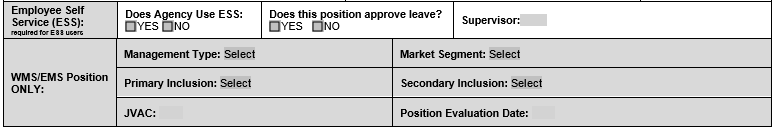 Employee Self Service (ESS):
required for ESS users
Does Agency Use ESS:
YES NO
Does this position approve leave?
YES NO
Supervisor:
WMS/EMS Position ONLY:
Management Type: Select
Market Segment: Select
Primary Inclusion: Select
Secondary Inclusion: Select
JVAC:
Position Evaluation Date: